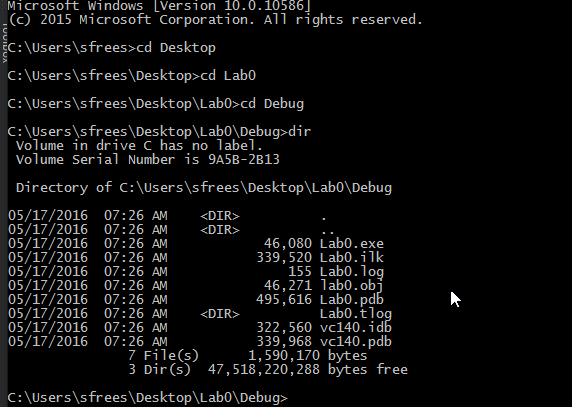 Microsoft Windows [Version 10.0.10586]
(c) 2015 Microsoft Corporation. All rights reserved.
C:\Users\sfrees>cd Desktop
C:\Users\sfrees\Desktop>cd Lab0
C:\Users\sfrees\Desktop\Lab0>cd Debug
C:\Users\sfrees\Desktop\Lab0\Debug>dir
Volume in drive C has no label.
Volume Serial Number is 9A5B-2B13
Directory of C:\Users\sfrees\Desktop\Lab0\Debug
05/17/2016  07:26 AM    <DIR>          .
05/17/2016  07:26 AM    <DIR>          ..
05/17/2016  07:26 AM            46,080 Lab0.exe
05/17/2016  07:26 AM           339,520 Lab0.ilk
05/17/2016  07:26 AM               155 Lab0.log
05/17/2016  07:26 AM            46,271 lab0.obj
05/17/2016  07:26 AM           495,616 Lab0.pdb
05/17/2016  07:26 AM    <DIR>          Lab0.tlog
05/17/2016  07:26 AM           322,560 vc140.idb
05/17/2016  07:26 AM           339,968 vc140.pdb
7 File(s)      1,590,170 bytes
3 Dir(s)  47,518,220,288 bytes free
C:\Users\sfrees\Desktop\Lab0\Debug>